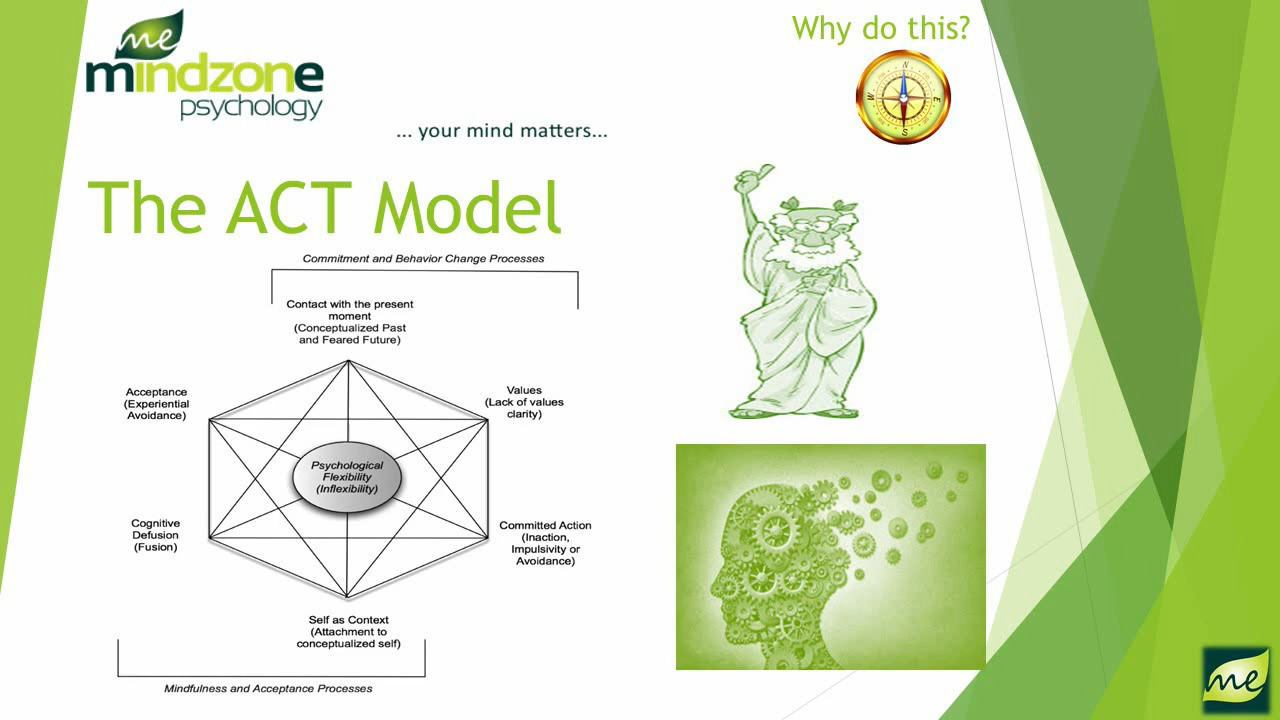 me
mindzone
psychology
... your mind matters...
Why do this?
N
W
E
S
The ACT Model
Commitment and Behavior Change Processes
Contact with the present
moment
(Conceptualized Past
and Feared Future)
Acceptance
(Experiential
Avoidance)
Values
(Lack of values
clarity)
Psychological
Flexibility
(Inflexibility)
Cognitive
Defusion
(Fusion)
Committed Action
(Inaction,
Impulsivity or
Avoidance)
Self as Context
(Attachment to
conceptualized self)
Mindfulness and Acceptance Processes
me